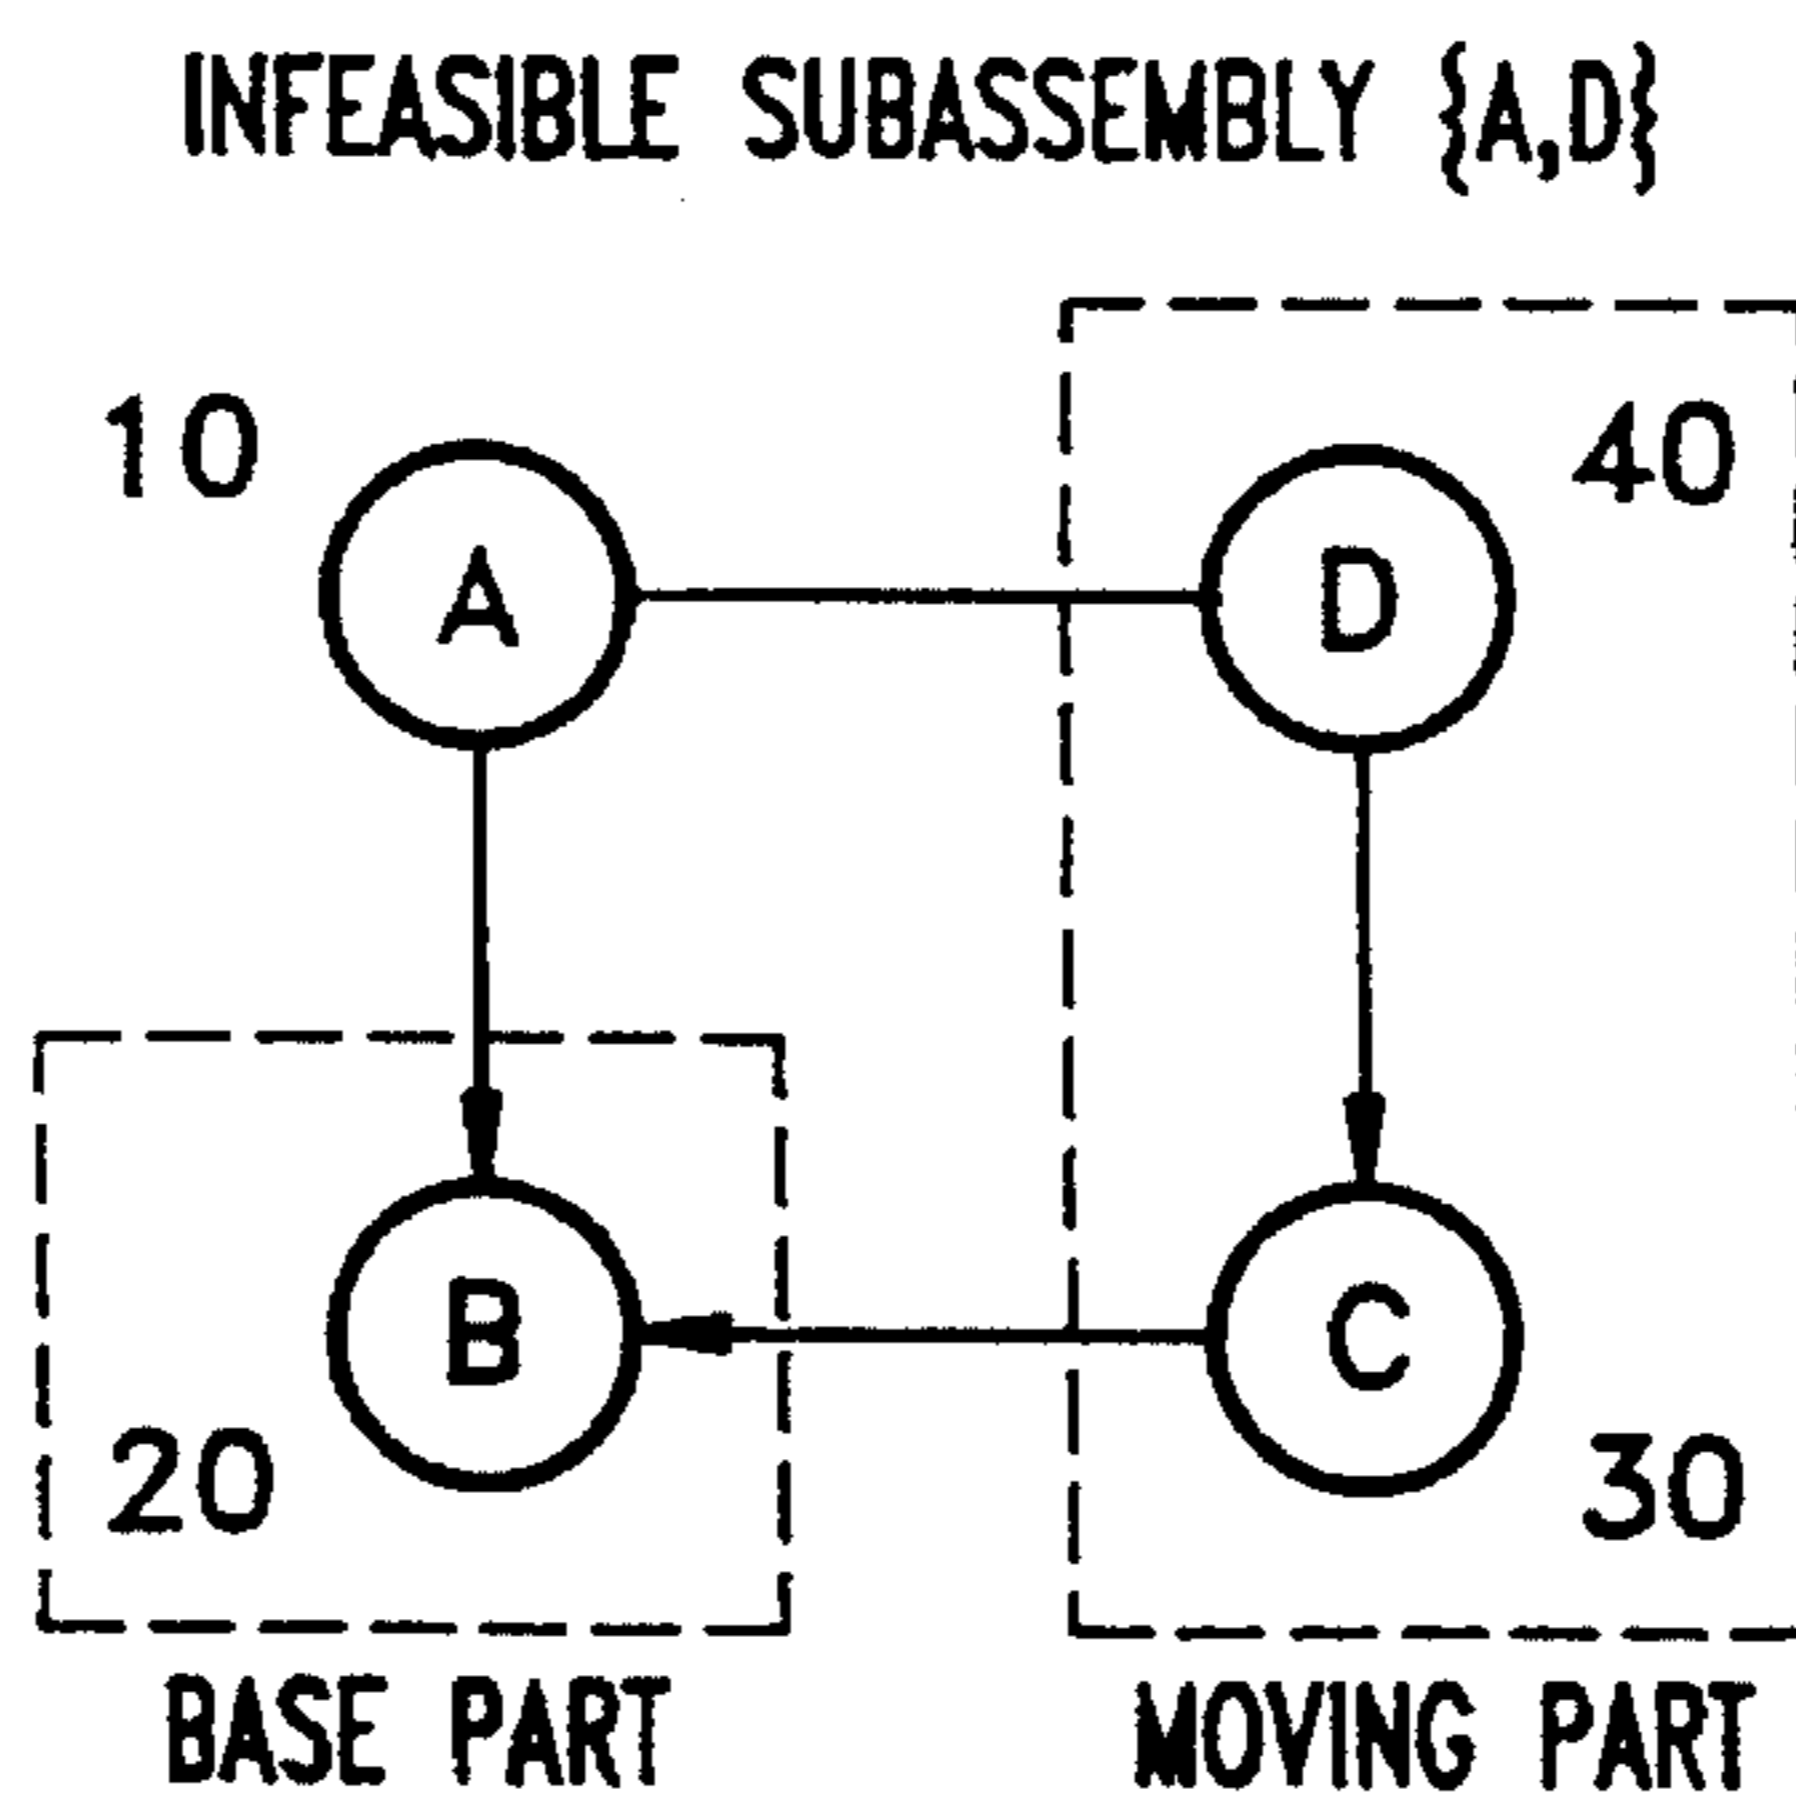 INFEASIBLE SUBASSEMBLY {A,D}
10 A D 40
B C
20 30
BASE PART MOVING PART